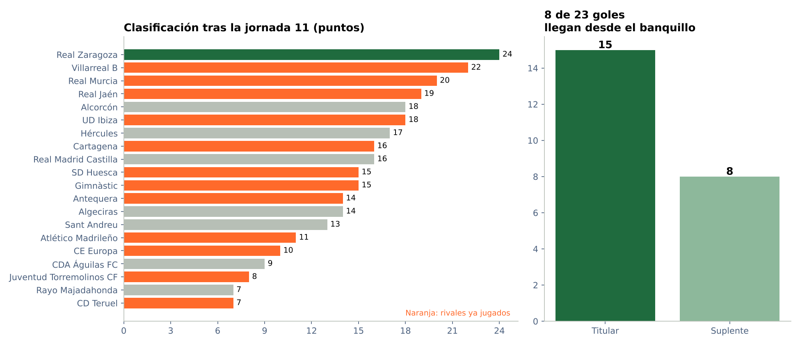 Clasificación tras la jornada 11 (puntos)
Real Zaragoza 24
Villarreal B 22
Real Murcia 20
Real Jaén 19
Alcorcón 18
UD Ibiza 18
Hércules 17
Cartagena 16
Real Madrid Castilla 16
SD Huesca 15
Gimnàstic 15
Antequera 14
Algeciras 14
Sant Andreu 13
Atlético Madrileño 11
CE Europa 10
CDA Águilas FC 9
Juventud Torremolinos CF 8
Rayo Majadahonda 7
CD Teruel 7
Naranja: rivales ya jugados
0 3 6 9 12 15 18 21 24
8 de 23 goles
llegan desde el banquillo
15
8
14
12
10
8
6
4
2
0
Titular Suplente